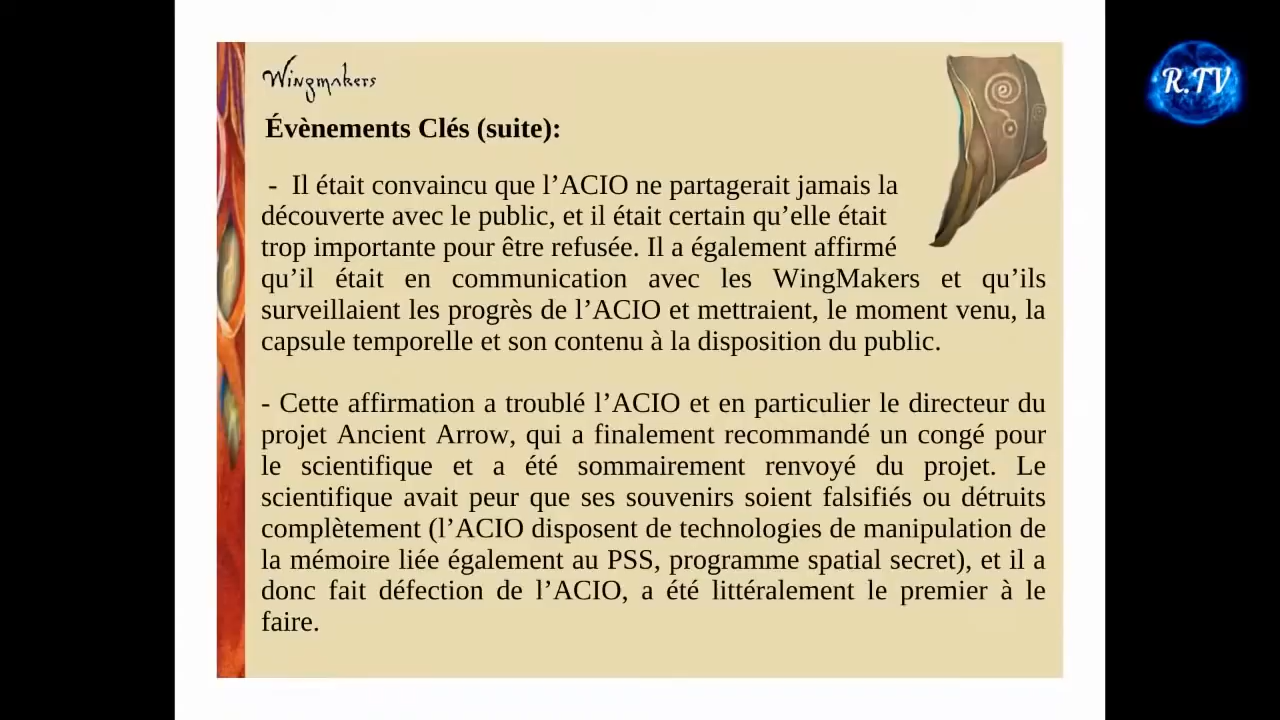 Wingmakers
R.TV
Évènements Clés (suite):
- Il était convaincu que l’ACIO ne partagerait jamais la
découverte avec le public, et il était certain qu’elle était
trop importante pour être refusée. Il a également affirmé
qu’il était en communication avec les WingMakers et qu’ils
surveillaient les progrès de l’ACIO et mettraient, le moment venu, la
capsule temporelle et son contenu à la disposition du public.
- Cette affirmation a troublé l’ACIO et en particulier le directeur du
projet Ancient Arrow, qui a finalement recommandé un congé pour
le scientifique et a été sommairement renvoyé du projet. Le
scientifique avait peur que ses souvenirs soient falsifiés ou détruits
complètement (l’ACIO disposent de technologies de manipulation de
la mémoire liée également au PSS, programme spatial secret), et il a
donc fait défection de l’ACIO, a été littéralement le premier à le
faire.